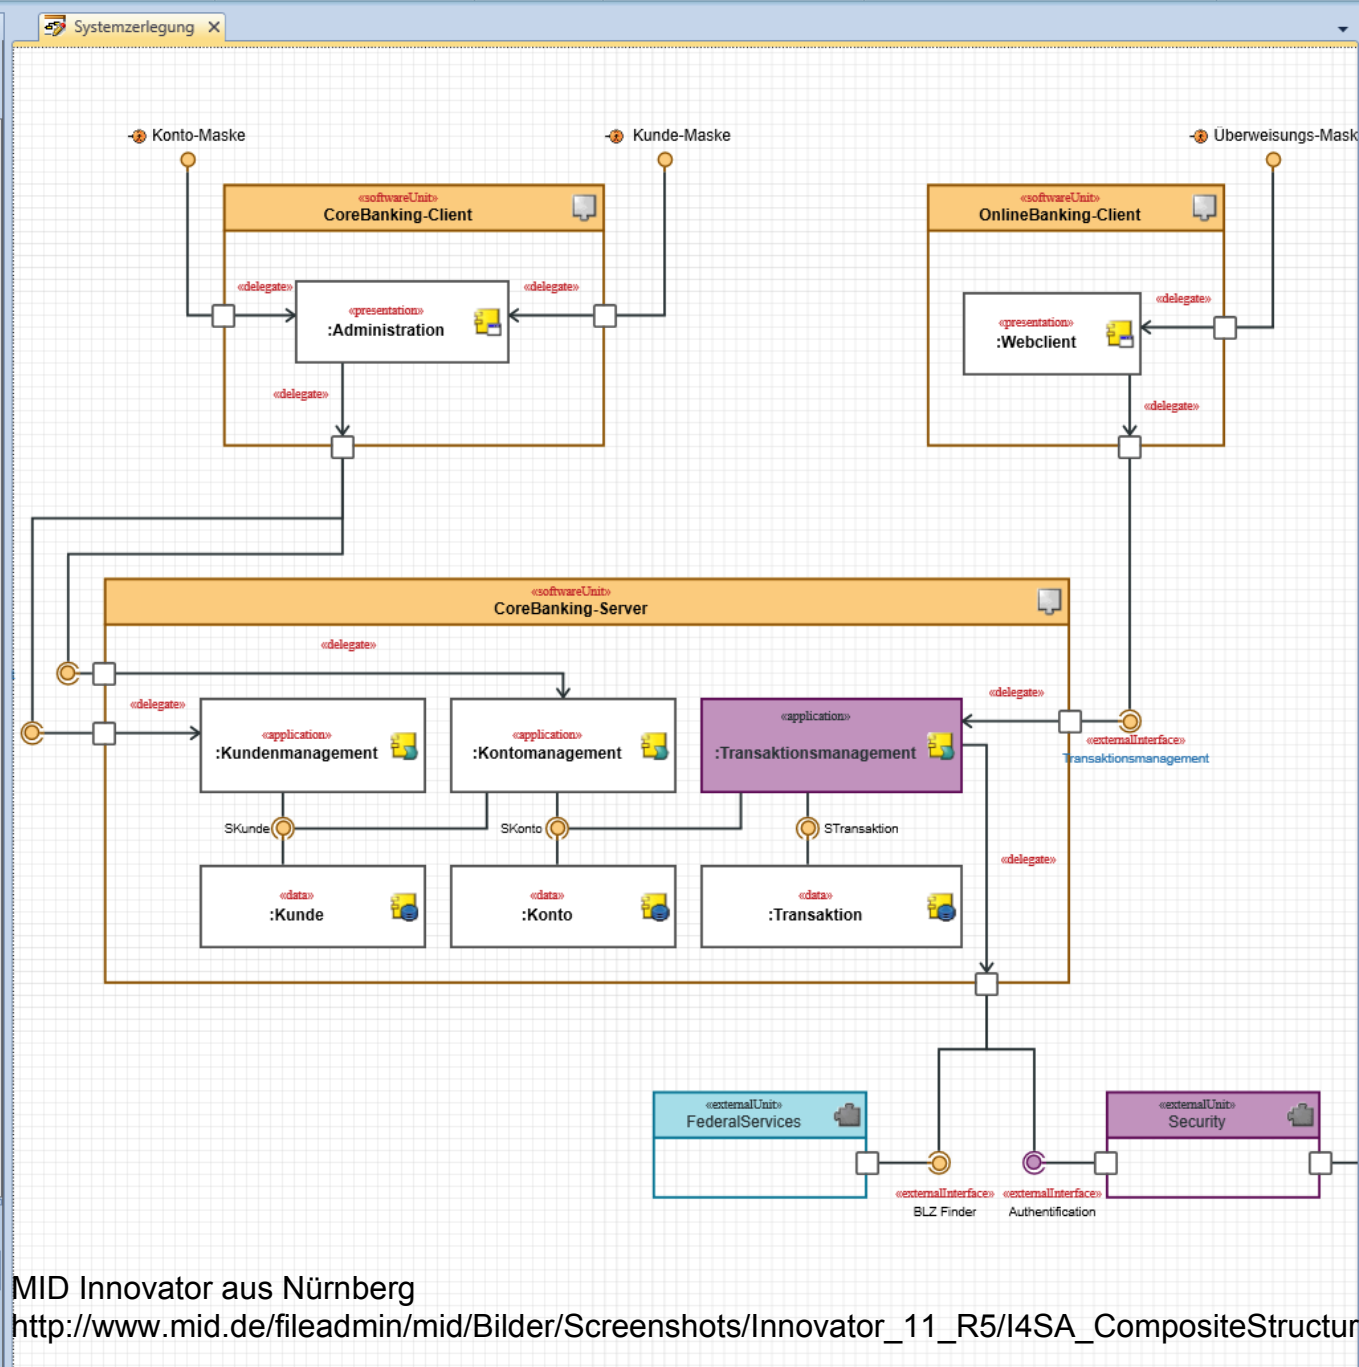 Systemzerlegung
Konto-Maske
Kunde-Maske
Überweisungs-Mask
«softwareUnit»
CoreBanking-Client
«softwareUnit»
OnlineBanking-Client
«delegate»
«delegate»
«presentation»
:Administration
«delegate»
«presentation»
:Webclient
«delegate»
«delegate»
«softwareUnit»
CoreBanking-Server
«delegate»
«delegate»
«delegate»
«application»
:Kundenmanagement
«application»
:Kontomanagement
«application»
:Transaktionsmanagement
«externalInterface»
Transaktionsmanagement
SKunde
SKonto
STransaktion
«delegate»
«data»
:Kunde
«data»
:Konto
«data»
:Transaktion
«externalUnit»
FederalServices
«externalUnit»
Security
«externalInterface»
BLZ Finder
«externalInterface»
Authentification
MID Innovator aus Nürnberg
http://www.mid.de/fileadmin/mid/Bilder/Screenshots/Innovator_11_R5/I4SA_CompositeStructur